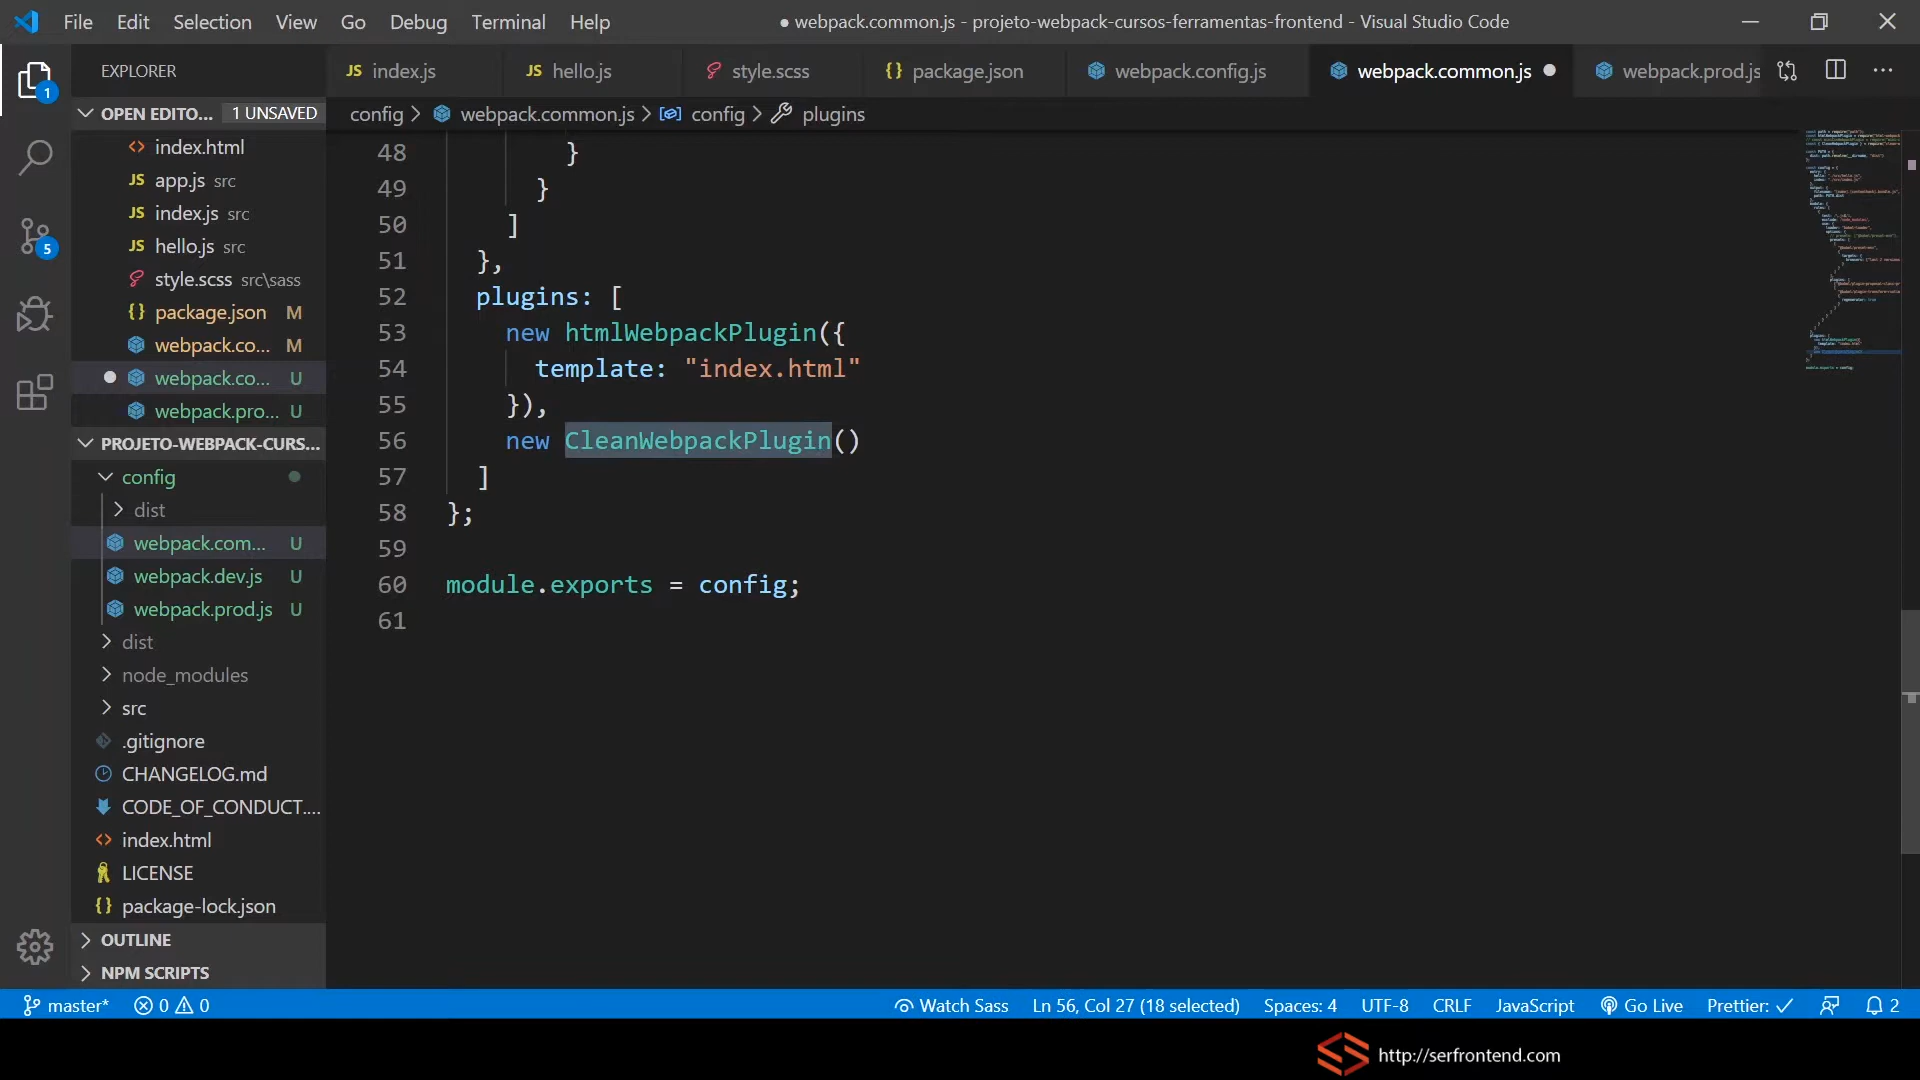 File Edit Selection View Go Debug Terminal Help
● webpack.common.js - projeto-webpack-cursos-ferramentas-frontend - Visual Studio Code
EXPLORER
JS index.js
JS hello.js
style.scss
{} package.json
webpack.config.js
webpack.common.js ●
webpack.prod.js
OPEN EDITO... 1 UNSAVED
config > webpack.common.js > config > plugins
<> index.html
JS app.js src
JS index.js src
JS hello.js src
style.scss src\sass
{} package.json M
webpack.co... M
● webpack.co... U
webpack.pro... U
PROJETO-WEBPACK-CURS...
config
dist
webpack.com... U
webpack.dev.js U
webpack.prod.js U
dist
node_modules
src
.gitignore
CHANGELOG.md
CODE_OF_CONDUCT....
<> index.html
LICENSE
{} package-lock.json
OUTLINE
NPM SCRIPTS
1
5
48 }
49 }
50 ]
51 },
52 plugins: [
53 new htmlWebpackPlugin({
54 template: "index.html"
55 }),
56 new CleanWebpackPlugin()
57 ]
58 };
59
60 module.exports = config;
61
master* 0 0 Watch Sass Ln 56, Col 27 (18 selected) Spaces: 4 UTF-8 CRLF JavaScript Go Live Prettier: ✓ 2
http://serfrontend.com